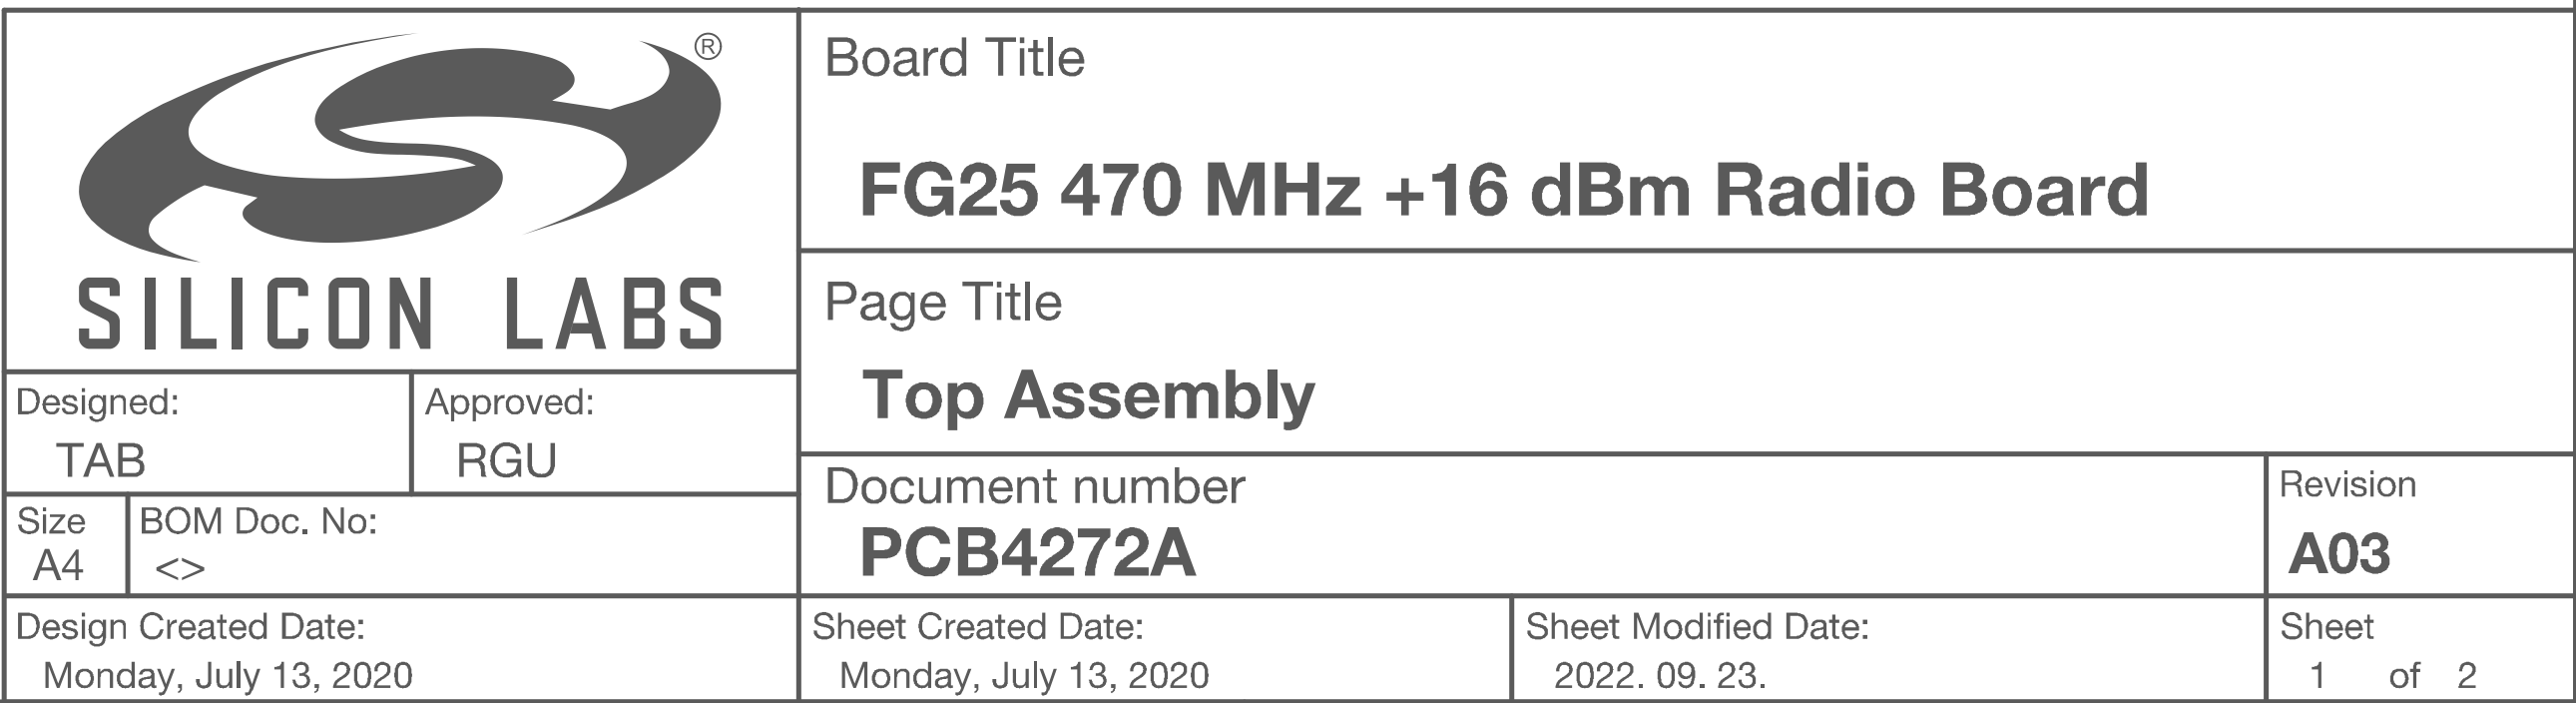 ®
SILICON LABS
Board Title
FG25 470 MHz +16 dBm Radio Board
Page Title
Top Assembly
Designed:
TAB
Approved:
RGU
Size
A4
BOM Doc. No:
<>
Document number
PCB4272A
Revision
A03
Design Created Date:
Monday, July 13, 2020
Sheet Created Date:
Monday, July 13, 2020
Sheet Modified Date:
2022. 09. 23.
Sheet
1 of 2